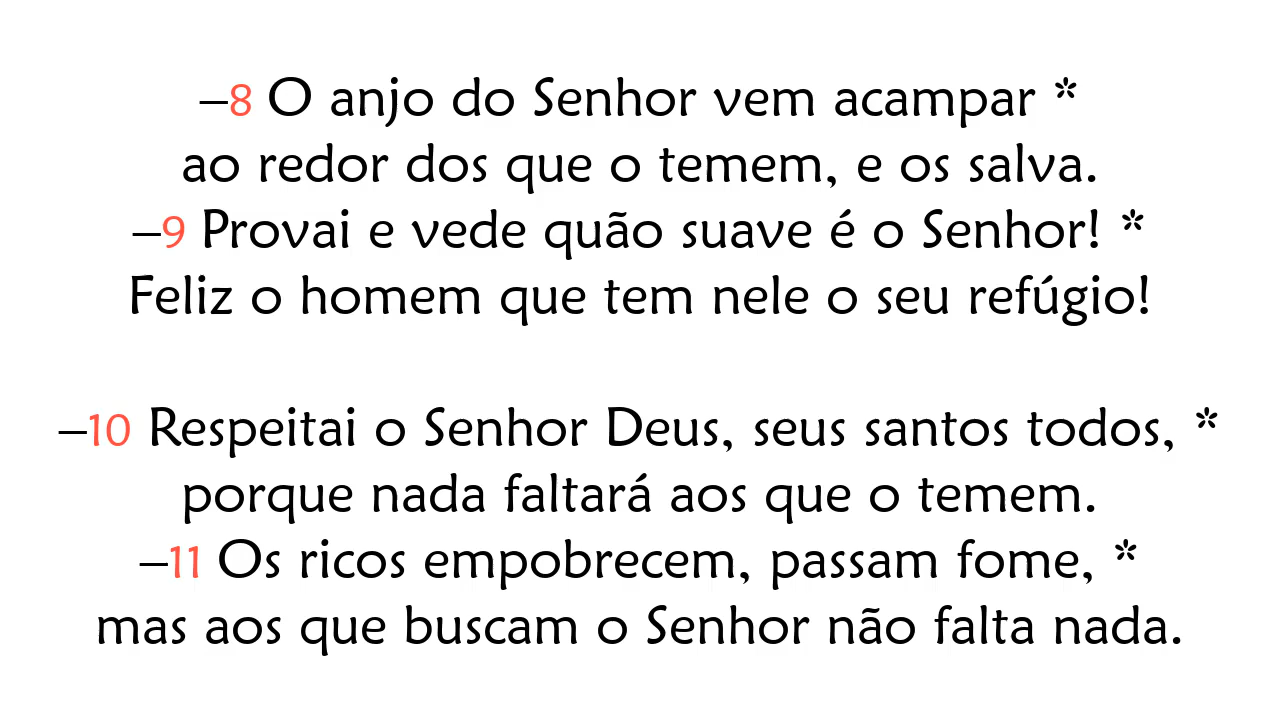 –8 O anjo do Senhor vem acampar *
ao redor dos que o temem, e os salva.
–9 Provai e vede quão suave é o Senhor! *
Feliz o homem que tem nele o seu refúgio!
–10 Respeitai o Senhor Deus, seus santos todos, *
porque nada faltará aos que o temem.
–11 Os ricos empobrecem, passam fome, *
mas aos que buscam o Senhor não falta nada.